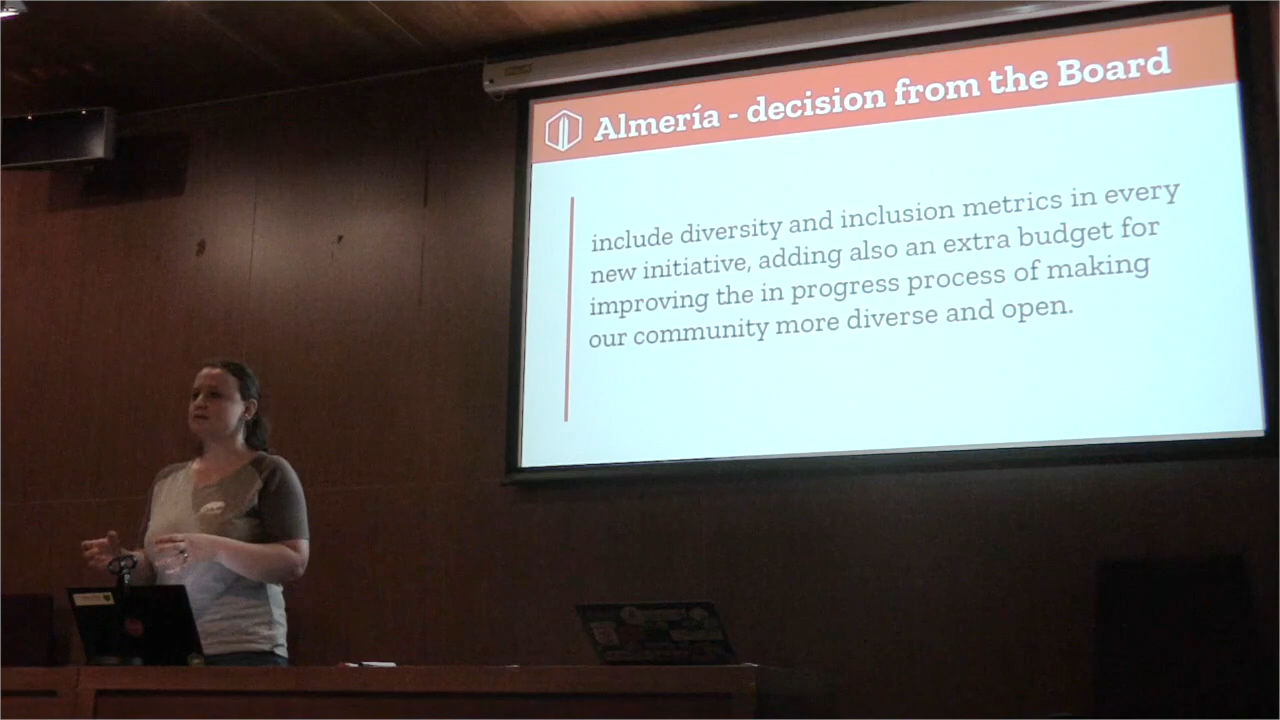 Almería - decision from the Board
include diversity and inclusion metrics in every
new initiative, adding also an extra budget for
improving the in progress process of making
our community more diverse and open.